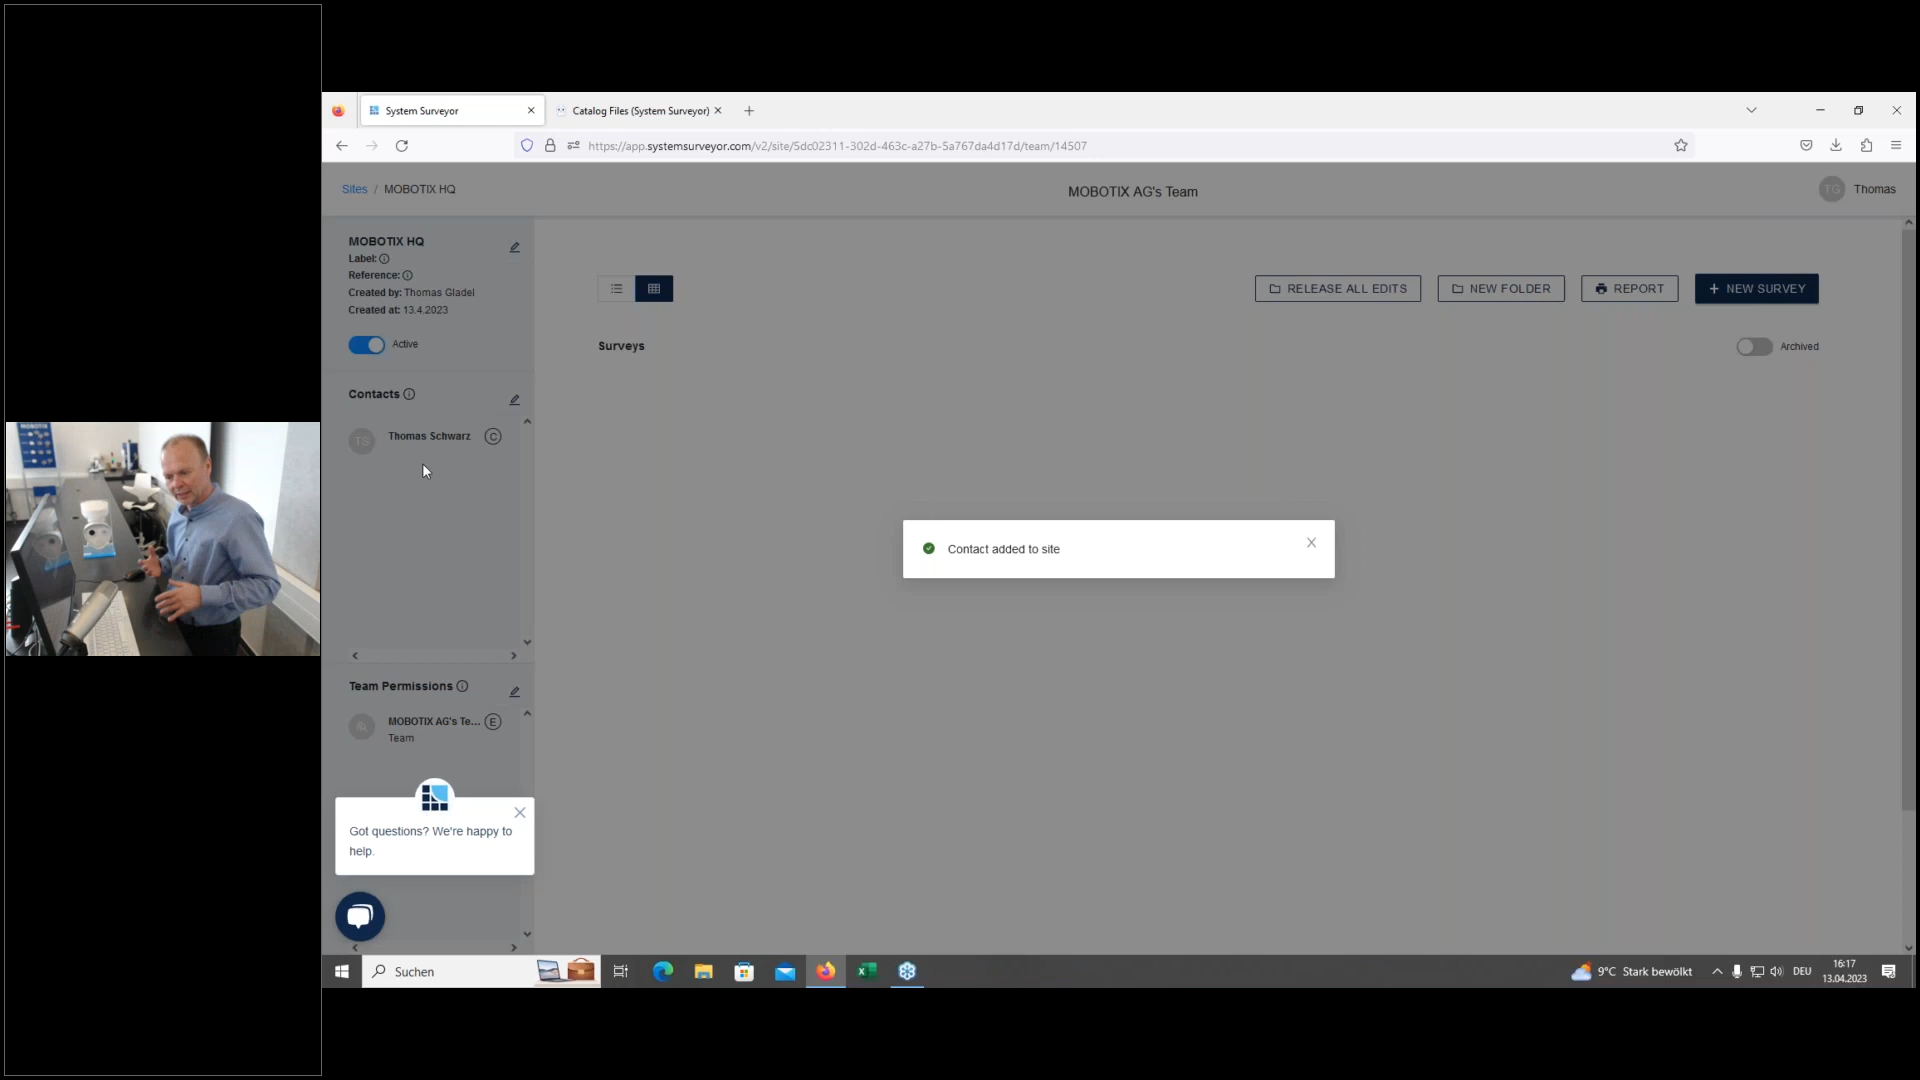 System Surveyor
Catalog Files (System Surveyor)
https://app.systemsurveyor.com/v2/site/5dc02311-302d-463c-a27b-5a767da4d17d/team/14507
Sites / MOBOTIX HQ
MOBOTIX AG's Team
TG Thomas
MOBOTIX HQ
Label:
Reference:
Created by: Thomas Gladel
Created at: 13.4.2023
Active
RELEASE ALL EDITS
NEW FOLDER
REPORT
+ NEW SURVEY
Surveys
Archived
Contacts
TS Thomas Schwarz C
Contact added to site
Team Permissions
MOBOTIX AG's Te... E
Team
Got questions? We're happy to
help.
Suchen
9°C Stark bewölkt
DEU
16:17
13.04.2023
MOBOTIX